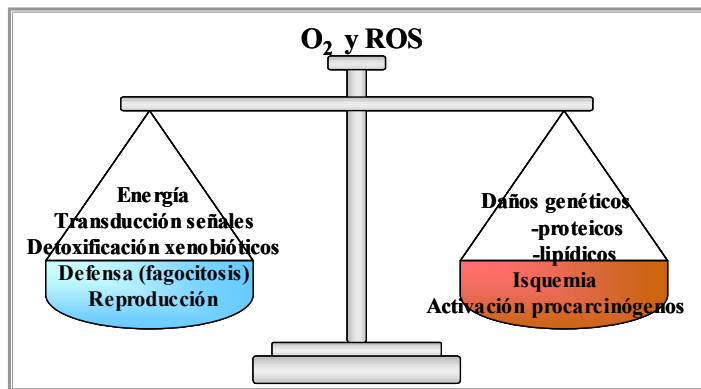 O₂ y ROS
Energía
Transducción señales
Detoxificación xenobióticos
Defensa (fagocitosis)
Reproducción
Daños genéticos
-proteicos
-lipídicos
Isquemia
Activación procarcinógenos